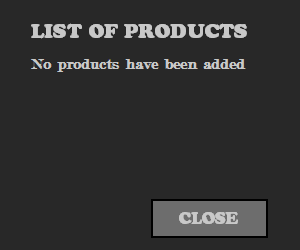 LIST OF PRODUCTS
No products have been added
CLOSE